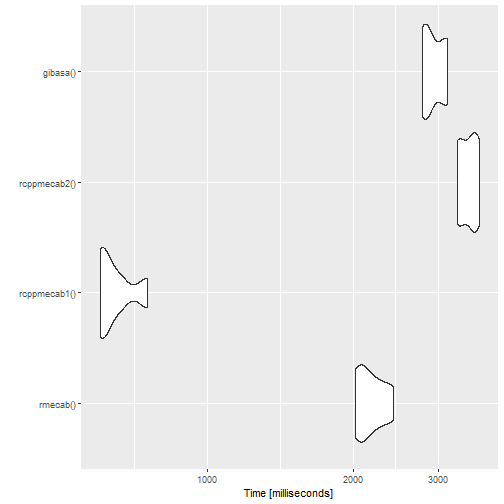 gibasa()
rcppmecab2()
rcppmecab1()
rmecab()
1000 2000 3000
Time [milliseconds]